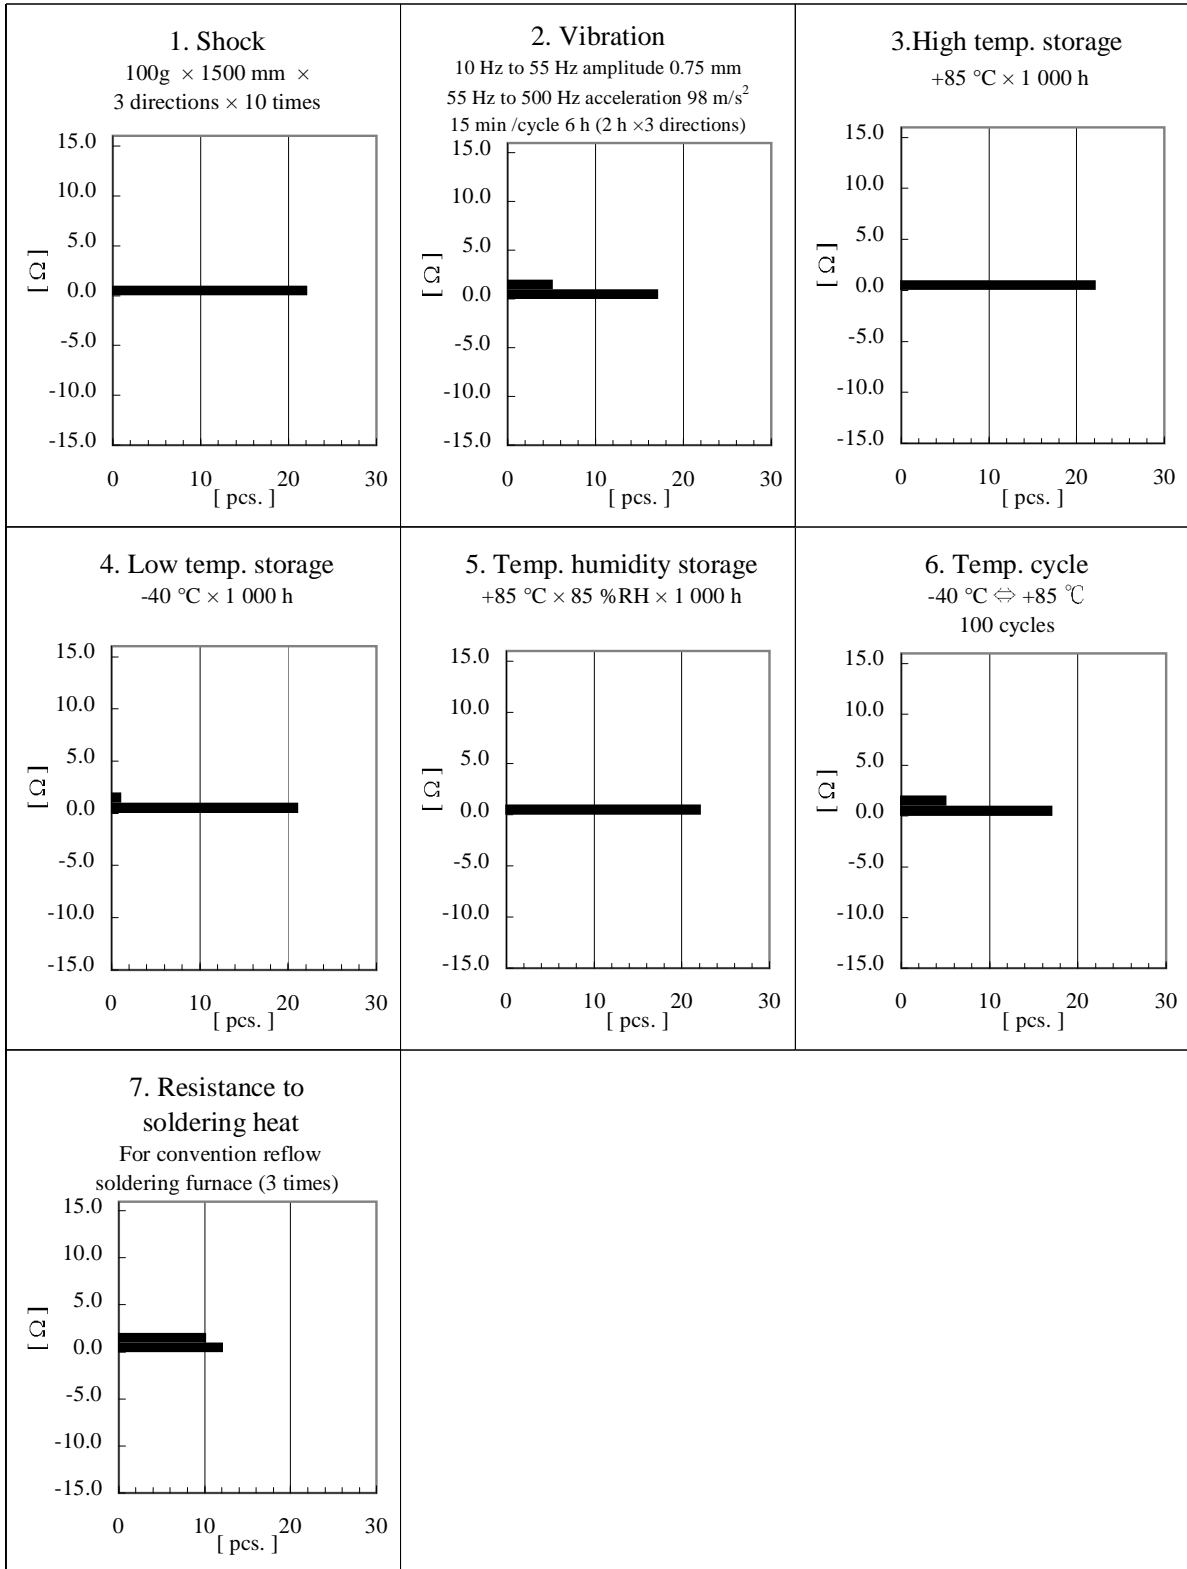 1. Shock
100g × 1500 mm ×
3 directions × 10 times
15.0
10.0
5.0
0.0
-5.0
-10.0
-15.0
[ Ω ]
0 10 20 30
[ pcs. ]
2. Vibration
10 Hz to 55 Hz amplitude 0.75 mm
55 Hz to 500 Hz acceleration 98 m/s²
15 min /cycle 6 h (2 h ×3 directions)
15.0
10.0
5.0
0.0
-5.0
-10.0
-15.0
[ Ω ]
0 10 20 30
[ pcs. ]
3.High temp. storage
+85 °C × 1 000 h
15.0
10.0
5.0
0.0
-5.0
-10.0
-15.0
[ Ω ]
0 10 20 30
[ pcs. ]
4. Low temp. storage
-40 °C × 1 000 h
15.0
10.0
5.0
0.0
-5.0
-10.0
-15.0
[ Ω ]
0 10 20 30
[ pcs. ]
5. Temp. humidity storage
+85 °C × 85 %RH × 1 000 h
15.0
10.0
5.0
0.0
-5.0
-10.0
-15.0
[ Ω ]
0 10 20 30
[ pcs. ]
6. Temp. cycle
-40 °C ⇔ +85 ℃
100 cycles
15.0
10.0
5.0
0.0
-5.0
-10.0
-15.0
[ Ω ]
0 10 20 30
[ pcs. ]
7. Resistance to
soldering heat
For convention reflow
soldering furnace (3 times)
15.0
10.0
5.0
0.0
-5.0
-10.0
-15.0
[ Ω ]
0 10 20 30
[ pcs. ]